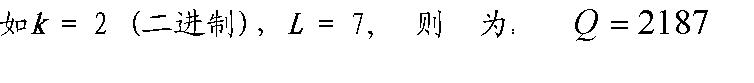 如k = 2 (二进制), L = 7, 则 为: Q = 2187